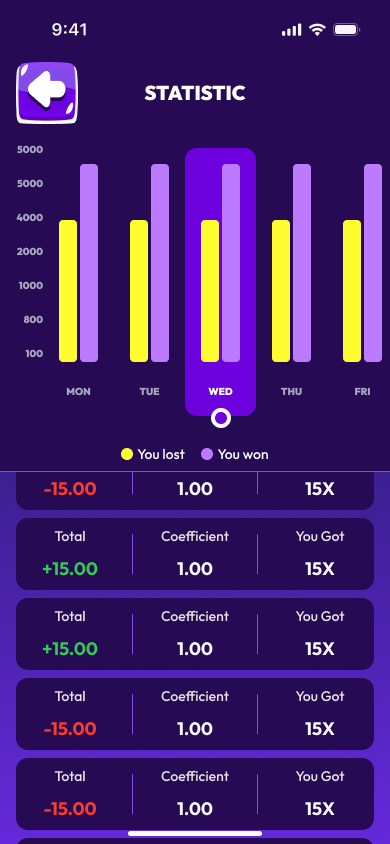 9:41
STATISTIC
5000
5000
4000
2000
1000
800
100
MON TUE WED THU FRI
You lost You won
-15.00 1.00 15X
Total Coefficient You Got
+15.00 1.00 15X
Total Coefficient You Got
+15.00 1.00 15X
Total Coefficient You Got
-15.00 1.00 15X
Total Coefficient You Got
-15.00 1.00 15X